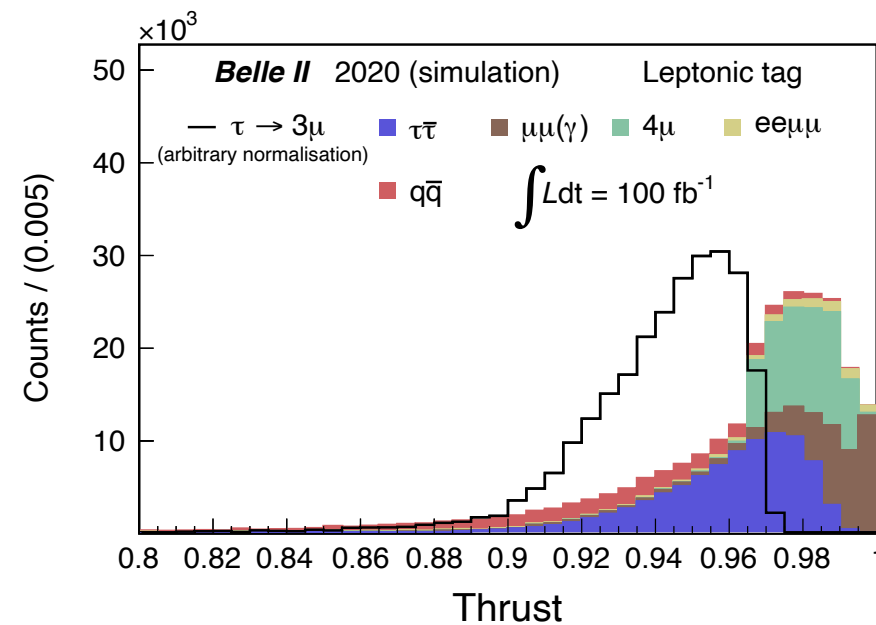 ×10³
50
40
30
20
10
Counts / (0.005)
Belle II 2020 (simulation) Leptonic tag
τ → 3μ
(arbitrary normalisation)
ττ̅ μμ(γ) 4μ eeμμ
qq̅ ∫Ldt = 100 fb⁻¹
0.8 0.82 0.84 0.86 0.88 0.9 0.92 0.94 0.96 0.98 1
Thrust